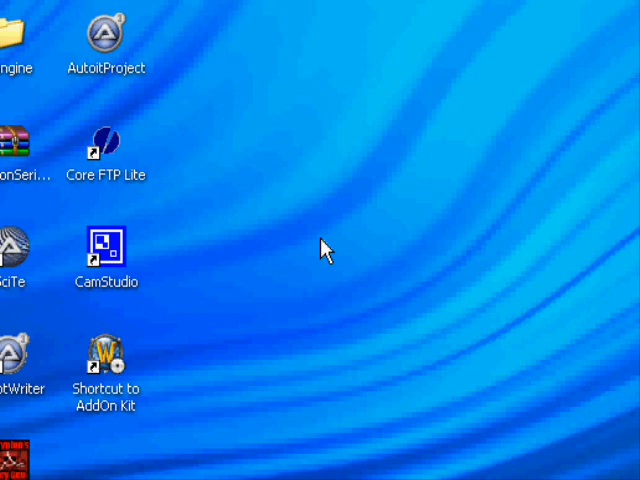 ngine
AutoitProject
onSeri...
Core FTP Lite
SciTe
CamStudio
otWriter
Shortcut to
AddOn Kit